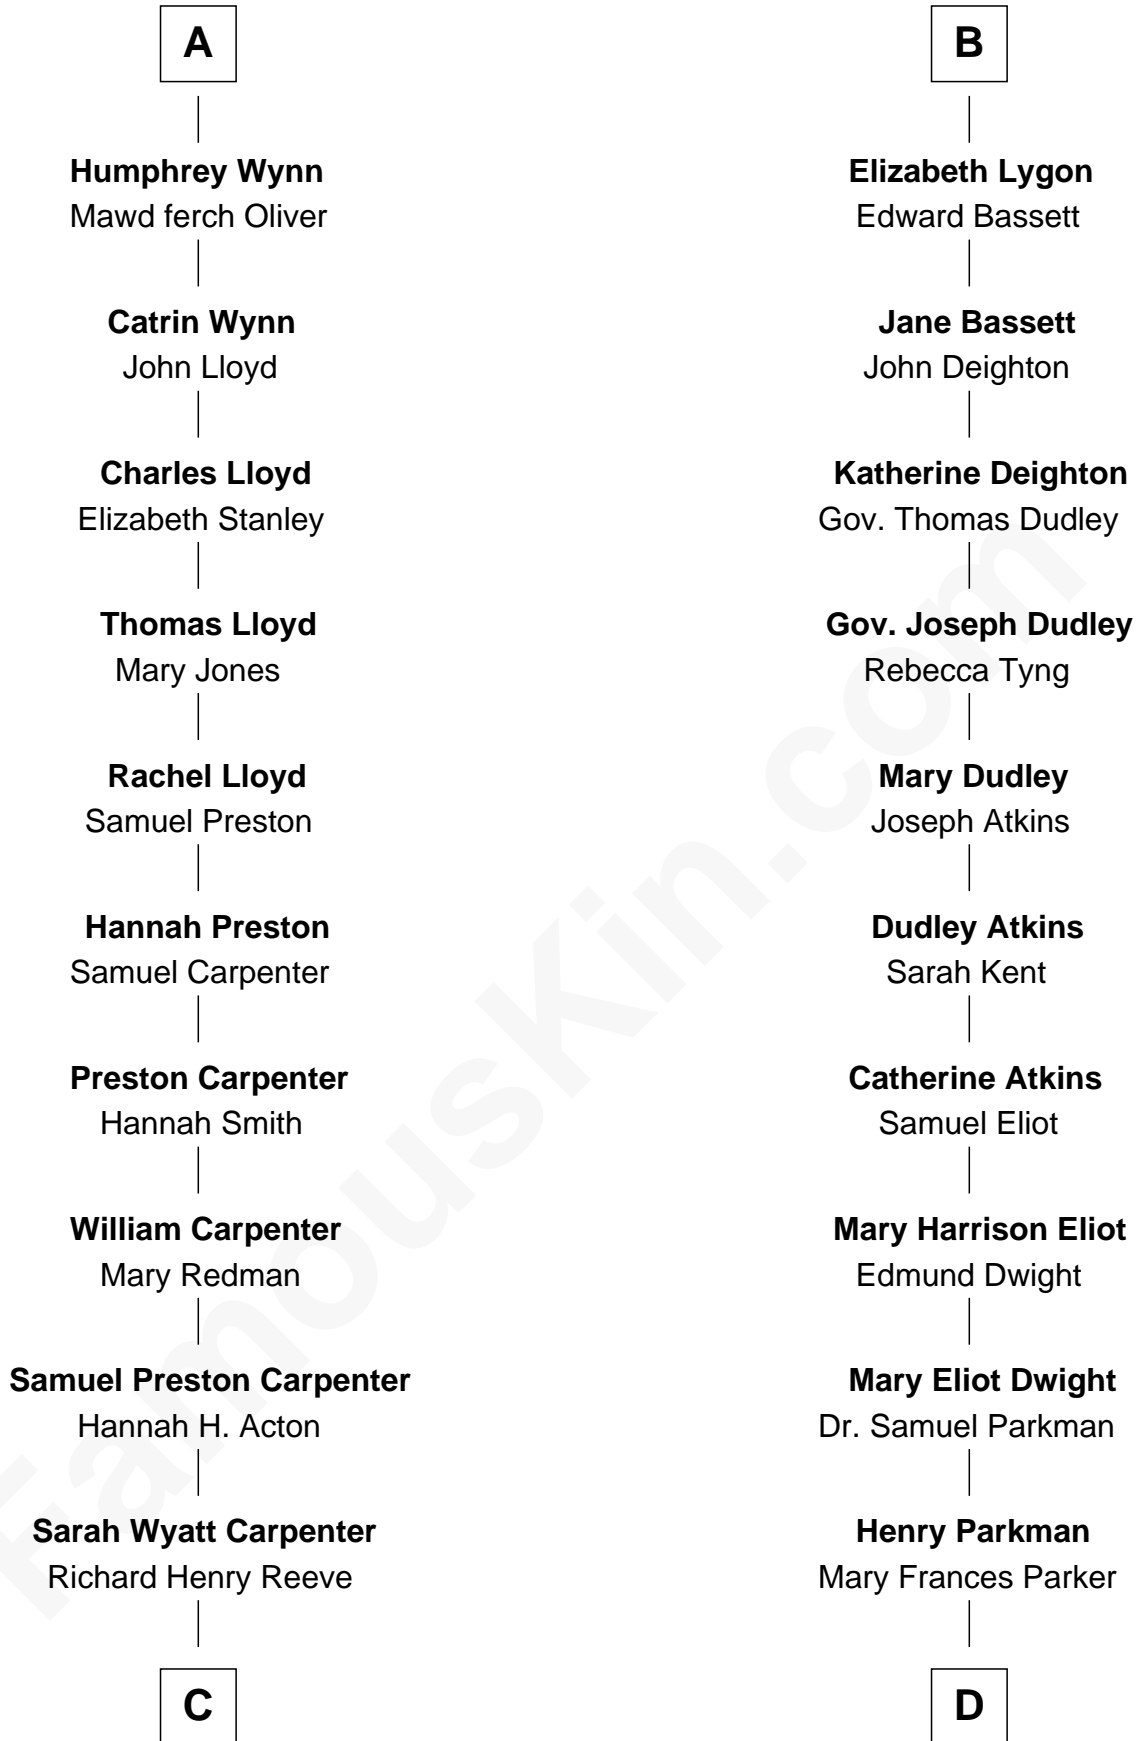 A
Humphrey Wynn
Mawd ferch Oliver
Catrin Wynn
John Lloyd
Charles Lloyd
Elizabeth Stanley
Thomas Lloyd
Mary Jones
Rachel Lloyd
Samuel Preston
Hannah Preston
Samuel Carpenter
Preston Carpenter
Hannah Smith
William Carpenter
Mary Redman
Samuel Preston Carpenter
Hannah H. Acton
Sarah Wyatt Carpenter
Richard Henry Reeve
C
B
Elizabeth Lygon
Edward Bassett
Jane Bassett
John Deighton
Katherine Deighton
Gov. Thomas Dudley
Gov. Joseph Dudley
Rebecca Tyng
Mary Dudley
Joseph Atkins
Dudley Atkins
Sarah Kent
Catherine Atkins
Samuel Eliot
Mary Harrison Eliot
Edmund Dwight
Mary Eliot Dwight
Dr. Samuel Parkman
Henry Parkman
Mary Frances Parker
D
FamousKin.com